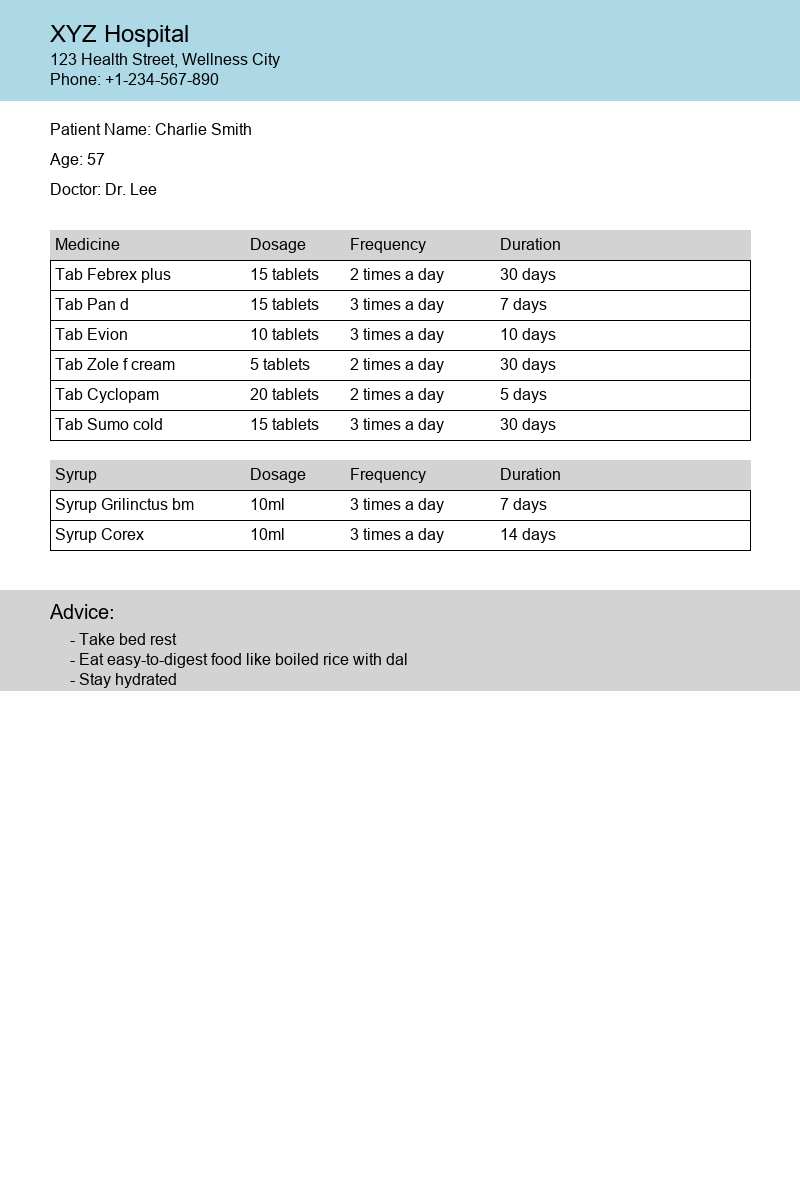 XYZ Hospital
123 Health Street, Wellness City
Phone: +1-234-567-890
Patient Name: Charlie Smith
Age: 57
Doctor: Dr. Lee
Medicine Dosage Frequency Duration
Tab Febrex plus 15 tablets 2 times a day 30 days
Tab Pan d 15 tablets 3 times a day 7 days
Tab Evion 10 tablets 3 times a day 10 days
Tab Zole f cream 5 tablets 2 times a day 30 days
Tab Cyclopam 20 tablets 2 times a day 5 days
Tab Sumo cold 15 tablets 3 times a day 30 days
Syrup Dosage Frequency Duration
Syrup Grilinctus bm 10ml 3 times a day 7 days
Syrup Corex 10ml 3 times a day 14 days
Advice:
- Take bed rest
- Eat easy-to-digest food like boiled rice with dal
- Stay hydrated